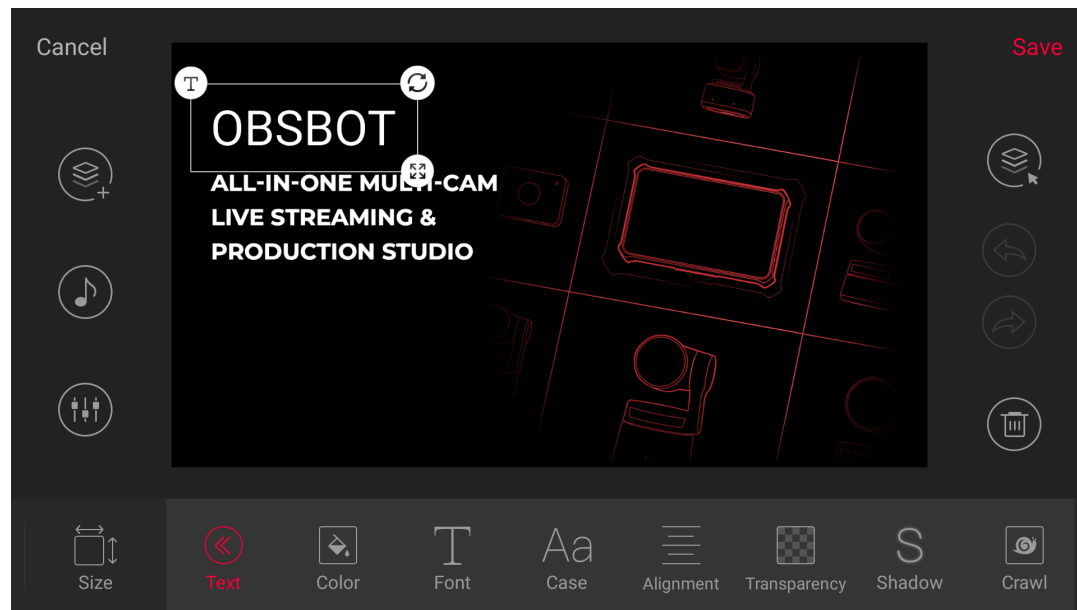 Cancel
Save
T
OBSBOT
ALL-IN-ONE MULTI-CAM
LIVE STREAMING &
PRODUCTION STUDIO
T
Aa
S
Size
Text
Color
Font
Case
Alignment
Transparency
Shadow
Crawl